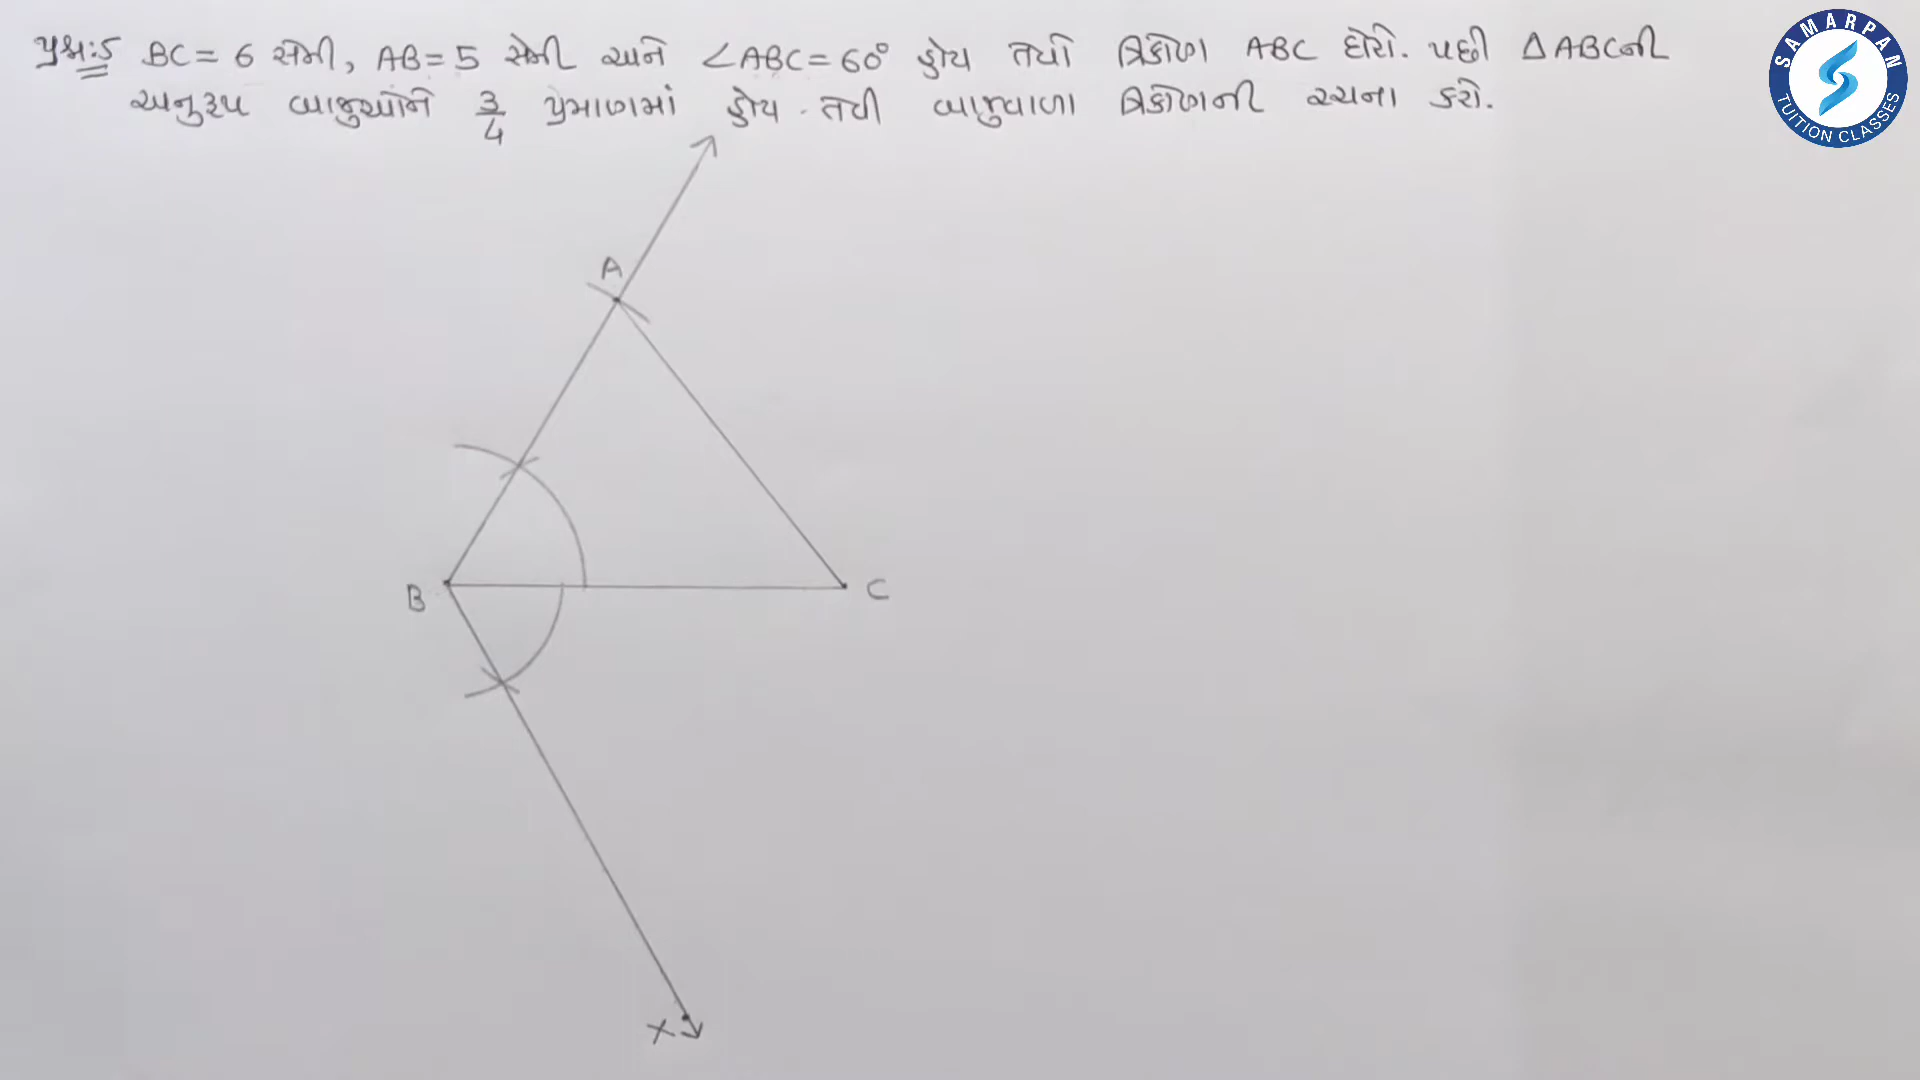 પ્રશ્ન:5 BC = 6 સેમી, AB = 5 સેમી અને ∠ABC = 60° હોય તેવો ત્રિકોણ ABC દોરો. પછી △ABCની
અનુરૂપ બાજુઓને 3/4 પ્રમાણમાં હોય તેવી બાજુવાળા ત્રિકોણની રચના કરો.
SAMARPAN
TUITION CLASSES
A
B
C
X